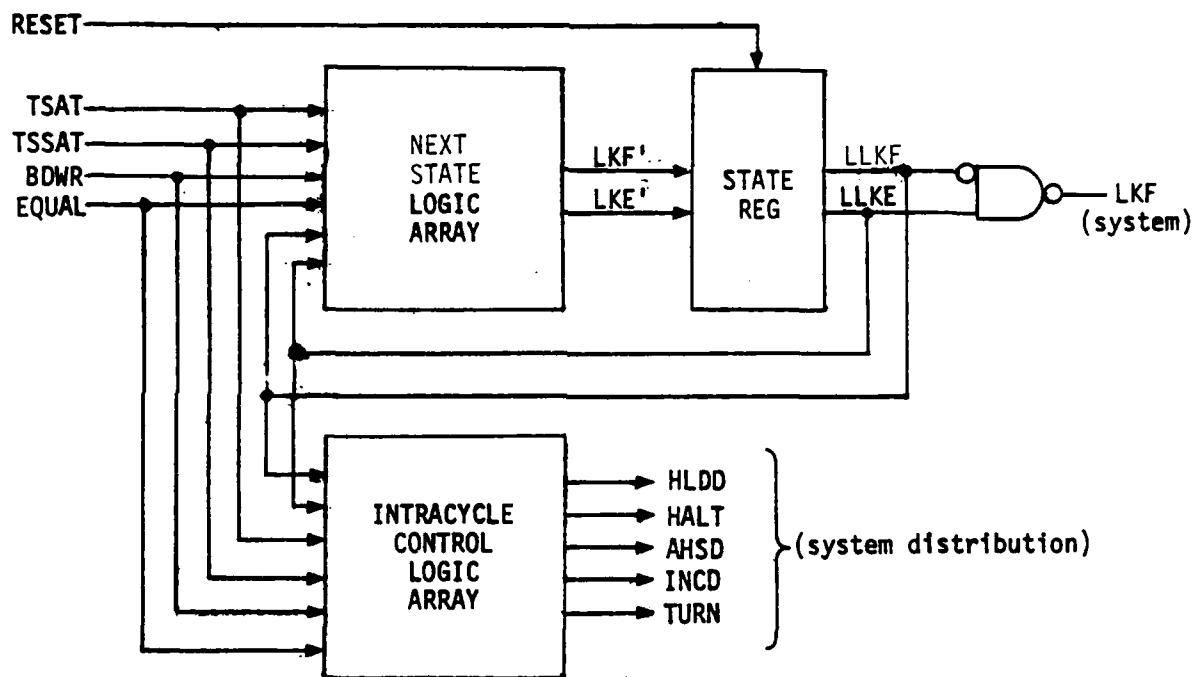 RESET
TSAT
TSSAT
BDWR
EQUAL
NEXT
STATE
LOGIC
ARRAY
LKF'
LKE'
STATE
REG
LLKF
LLKE
LKF
(system)
INTRACYCLE
CONTROL
LOGIC
ARRAY
HLDD
HALT
AHSD
INCD
TURN
(system distribution)